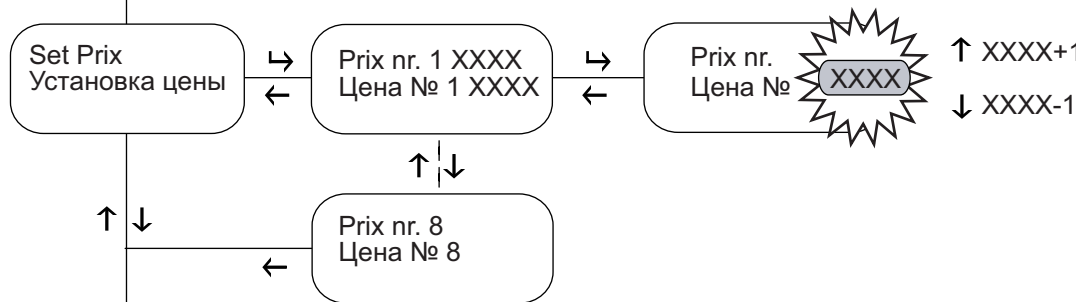 Set Prix
Установка цены
Prix nr. 1 XXXX
Цена № 1 XXXX
Prix nr.
Цена №
XXXX
↑ XXXX+1
↓ XXXX-1
Prix nr. 8
Цена № 8